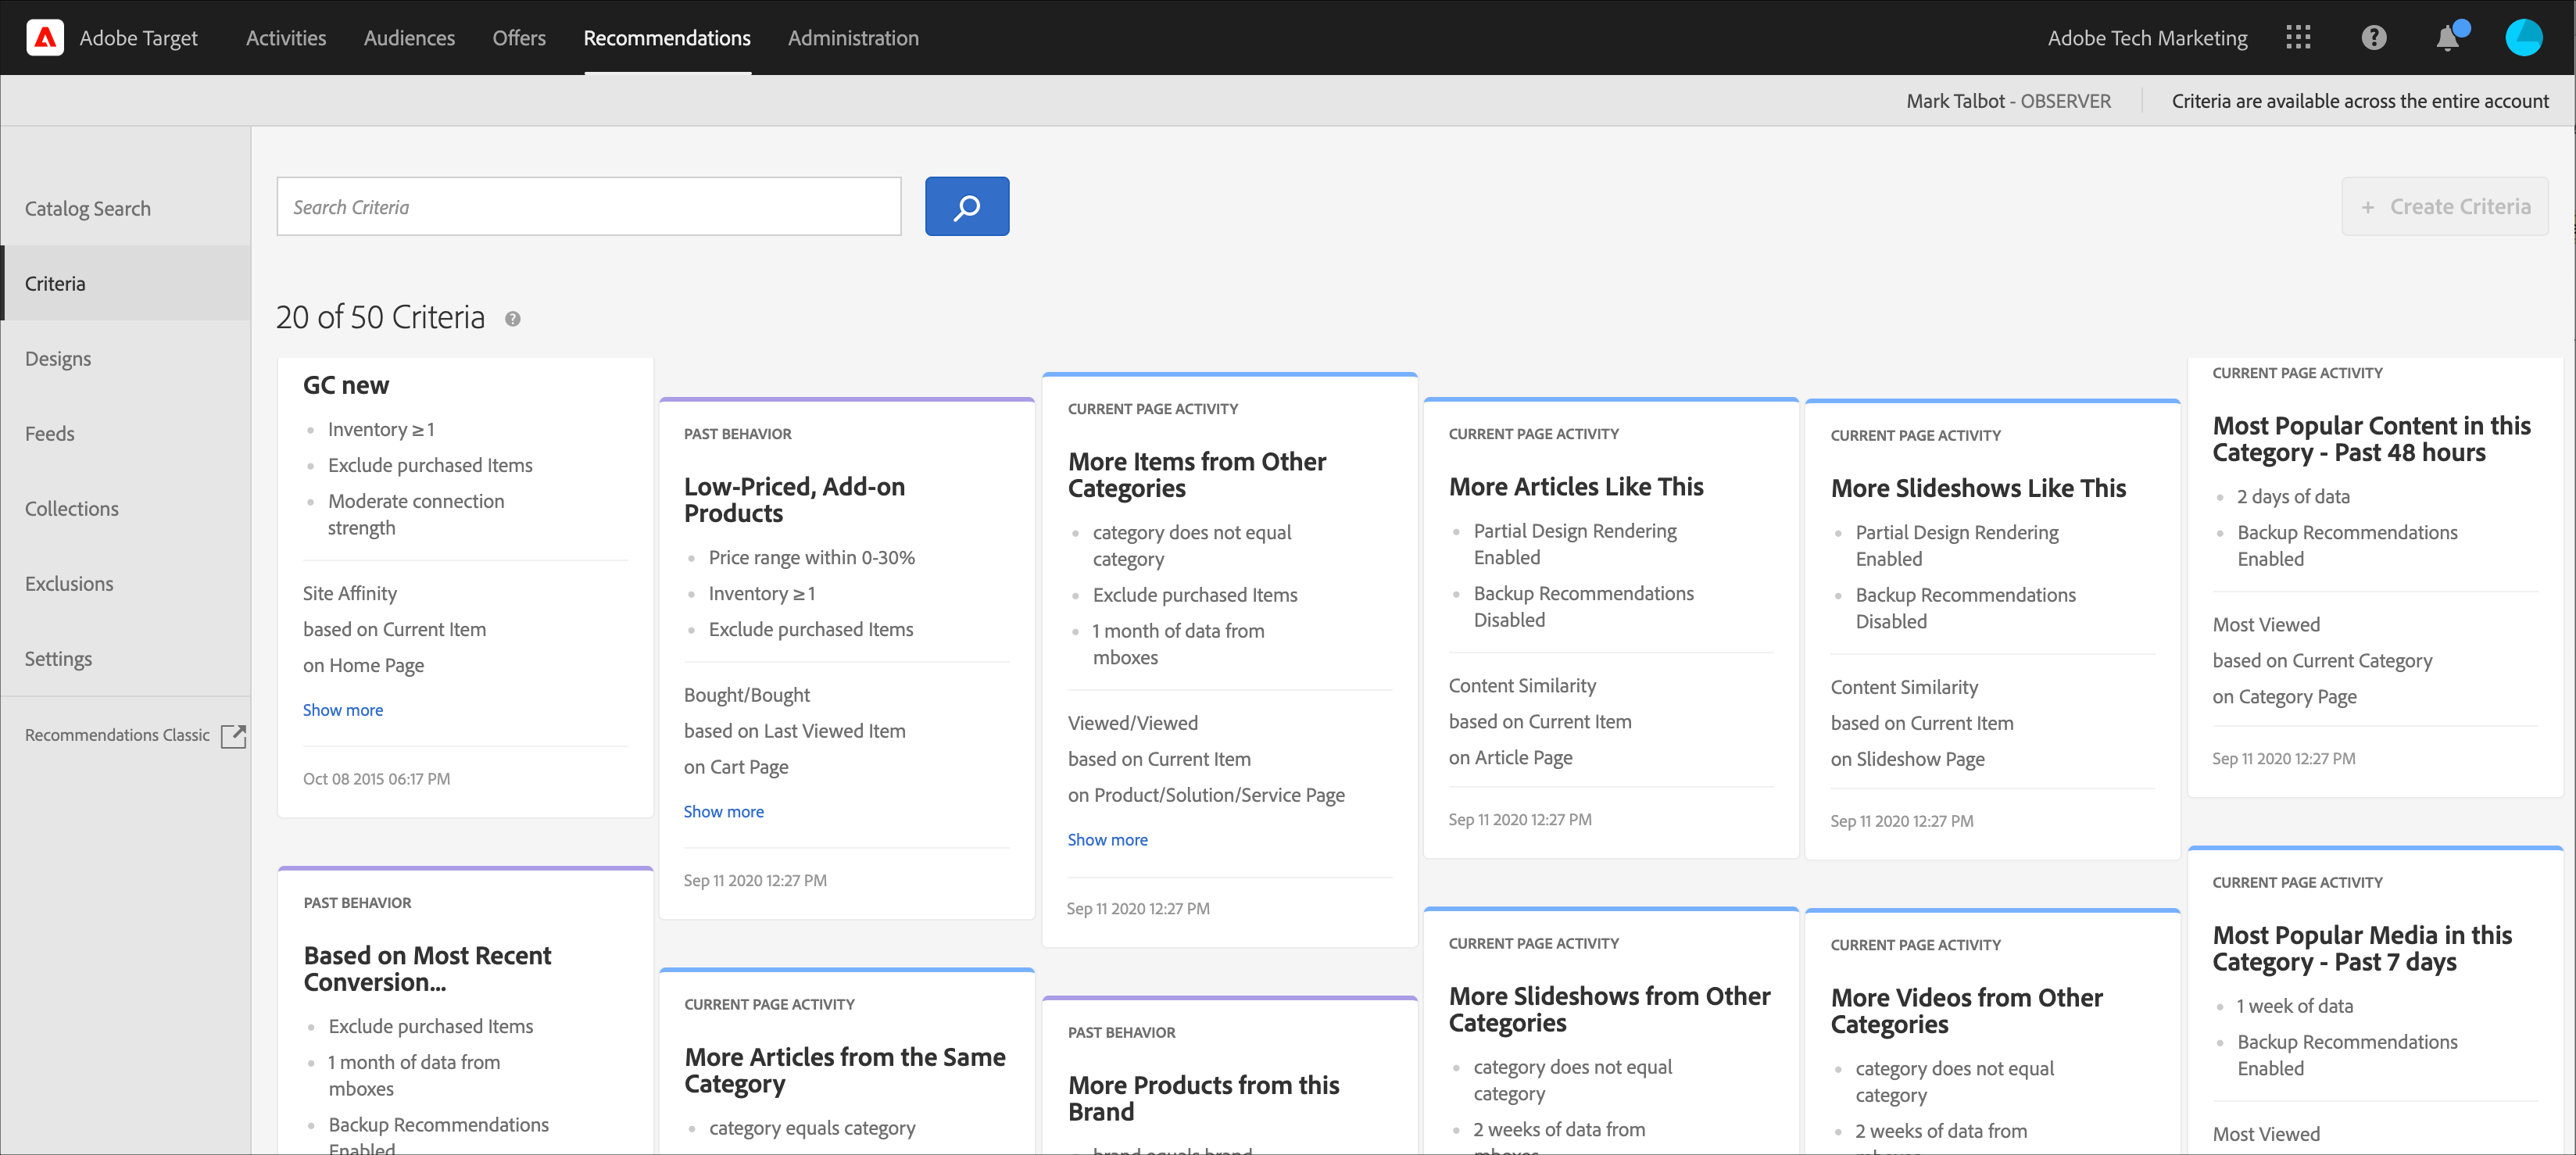 Adobe Target
Activities
Audiences
Offers
Recommendations
Administration
Adobe Tech Marketing
Mark Talbot - OBSERVER
Criteria are available across the entire account
Catalog Search
Criteria
Designs
Feeds
Collections
Exclusions
Settings
Recommendations Classic
Search Criteria
+ Create Criteria
20 of 50 Criteria
GC new
Inventory ≥ 1
Exclude purchased Items
Moderate connection
strength
Site Affinity
based on Current Item
on Home Page
Show more
Oct 08 2015 06:17 PM
PAST BEHAVIOR
Based on Most Recent
Conversion...
Exclude purchased Items
1 month of data from
mboxes
Backup Recommendations
Enabled
PAST BEHAVIOR
Low-Priced, Add-on
Products
Price range within 0-30%
Inventory ≥ 1
Exclude purchased Items
Bought/Bought
based on Last Viewed Item
on Cart Page
Show more
Sep 11 2020 12:27 PM
CURRENT PAGE ACTIVITY
More Articles from the Same
Category
category equals category
CURRENT PAGE ACTIVITY
More Items from Other
Categories
category does not equal
category
Exclude purchased Items
1 month of data from
mboxes
Viewed/Viewed
based on Current Item
on Product/Solution/Service Page
Show more
Sep 11 2020 12:27 PM
PAST BEHAVIOR
More Products from this
Brand
brand equals brand
CURRENT PAGE ACTIVITY
More Articles Like This
Partial Design Rendering
Enabled
Backup Recommendations
Disabled
Content Similarity
based on Current Item
on Article Page
Sep 11 2020 12:27 PM
CURRENT PAGE ACTIVITY
More Slideshows from Other
Categories
category does not equal
category
2 weeks of data from
mboxes
CURRENT PAGE ACTIVITY
More Slideshows Like This
Partial Design Rendering
Enabled
Backup Recommendations
Disabled
Content Similarity
based on Current Item
on Slideshow Page
Sep 11 2020 12:27 PM
CURRENT PAGE ACTIVITY
More Videos from Other
Categories
category does not equal
category
2 weeks of data from
CURRENT PAGE ACTIVITY
Most Popular Content in this
Category - Past 48 hours
2 days of data
Backup Recommendations
Enabled
Most Viewed
based on Current Category
on Category Page
Sep 11 2020 12:27 PM
CURRENT PAGE ACTIVITY
Most Popular Media in this
Category - Past 7 days
1 week of data
Backup Recommendations
Enabled
Most Viewed